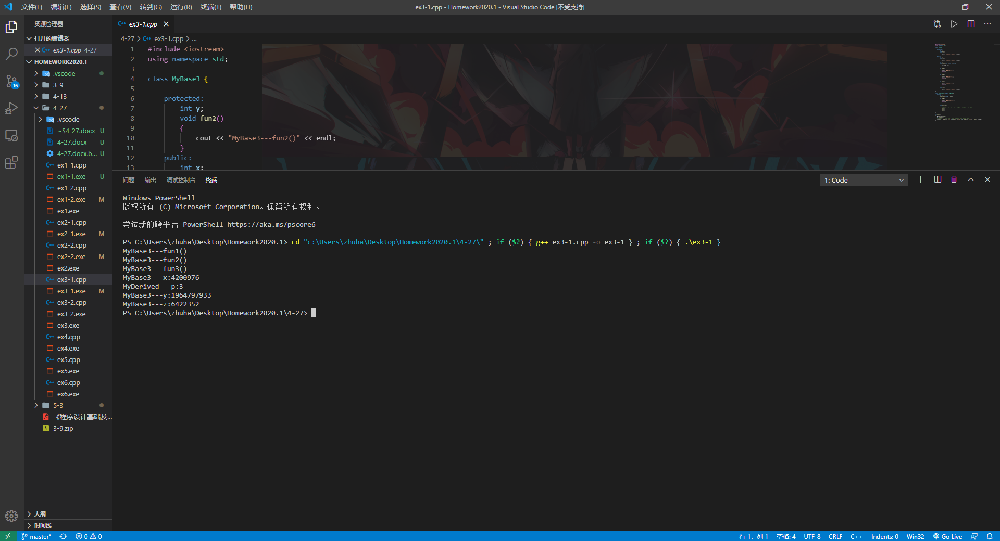 文件(F) 编辑(E) 选择(S) 查看(V) 转到(G) 运行(R) 终端(T) 帮助(H) ex3-1.cpp - Homework2020.1 - Visual Studio Code [不受支持]
资源管理器
打开的编辑器
ex3-1.cpp 4-27
HOMEWORK2020.1
.vscode
3-9
4-13
4-27
.vscode
~$4-27.docx U
4-27.docx U
4-27.docx.b... U
ex1-1.cpp
ex1-1.exe U
ex1-2.cpp
ex1-2.exe M
ex1.exe
ex2-1.cpp
ex2-1.exe M
ex2-2.cpp
ex2-2.exe M
ex2.exe
ex3-1.cpp
ex3-1.exe M
ex3-2.cpp
ex3-2.exe
ex3.exe
ex4.cpp
ex4.exe
ex5.cpp
ex5.exe
ex6.cpp
ex6.exe
5-3
《程序设计基础及...
3-9.zip
大纲
时间线
16
ex3-1.cpp
4-27 > ex3-1.cpp > ...
1 #include <iostream>
2 using namespace std;
3
4 class MyBase3 {
5
6 protected:
7 int y;
8 void fun2()
9 {
10 cout << "MyBase3---fun2()" << endl;
11 }
12 public:
13 int x;
问题 输出 调试控制台 终端 1: Code
Windows PowerShell
版权所有 (C) Microsoft Corporation。保留所有权利。
尝试新的跨平台 PowerShell https://aka.ms/pscore6
PS C:\Users\zhuha\Desktop\Homework2020.1> cd "c:\Users\zhuha\Desktop\Homework2020.1\4-27\" ; if ($?) { g++ ex3-1.cpp -o ex3-1 } ; if ($?) { .\ex3-1 }
MyBase3---fun1()
MyBase3---fun2()
MyBase3---fun3()
MyBase3---x:4200976
MyDerived---p:3
MyBase3---y:1964797933
MyBase3---z:6422352
PS C:\Users\zhuha\Desktop\Homework2020.1\4-27>
master* 0 0 行 1，列 1 空格: 4 UTF-8 CRLF C++ Indents: 0 Win32 Go Live